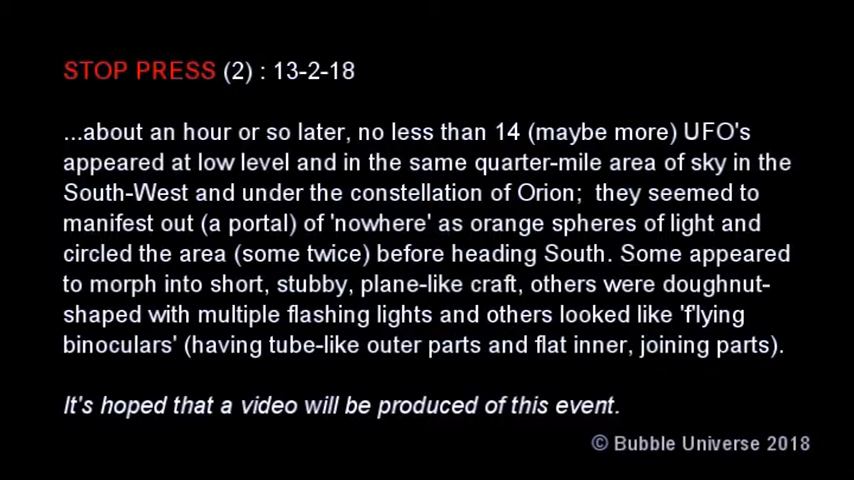 STOP PRESS (2) : 13-2-18
...about an hour or so later, no less than 14 (maybe more) UFO's
appeared at low level and in the same quarter-mile area of sky in the
South-West and under the constellation of Orion;  they seemed to
manifest out (a portal) of 'nowhere' as orange spheres of light and
circled the area (some twice) before heading South. Some appeared
to morph into short, stubby, plane-like craft, others were doughnut-
shaped with multiple flashing lights and others looked like 'f'lying
binoculars' (having tube-like outer parts and flat inner, joining parts).
It's hoped that a video will be produced of this event.
© Bubble Universe 2018